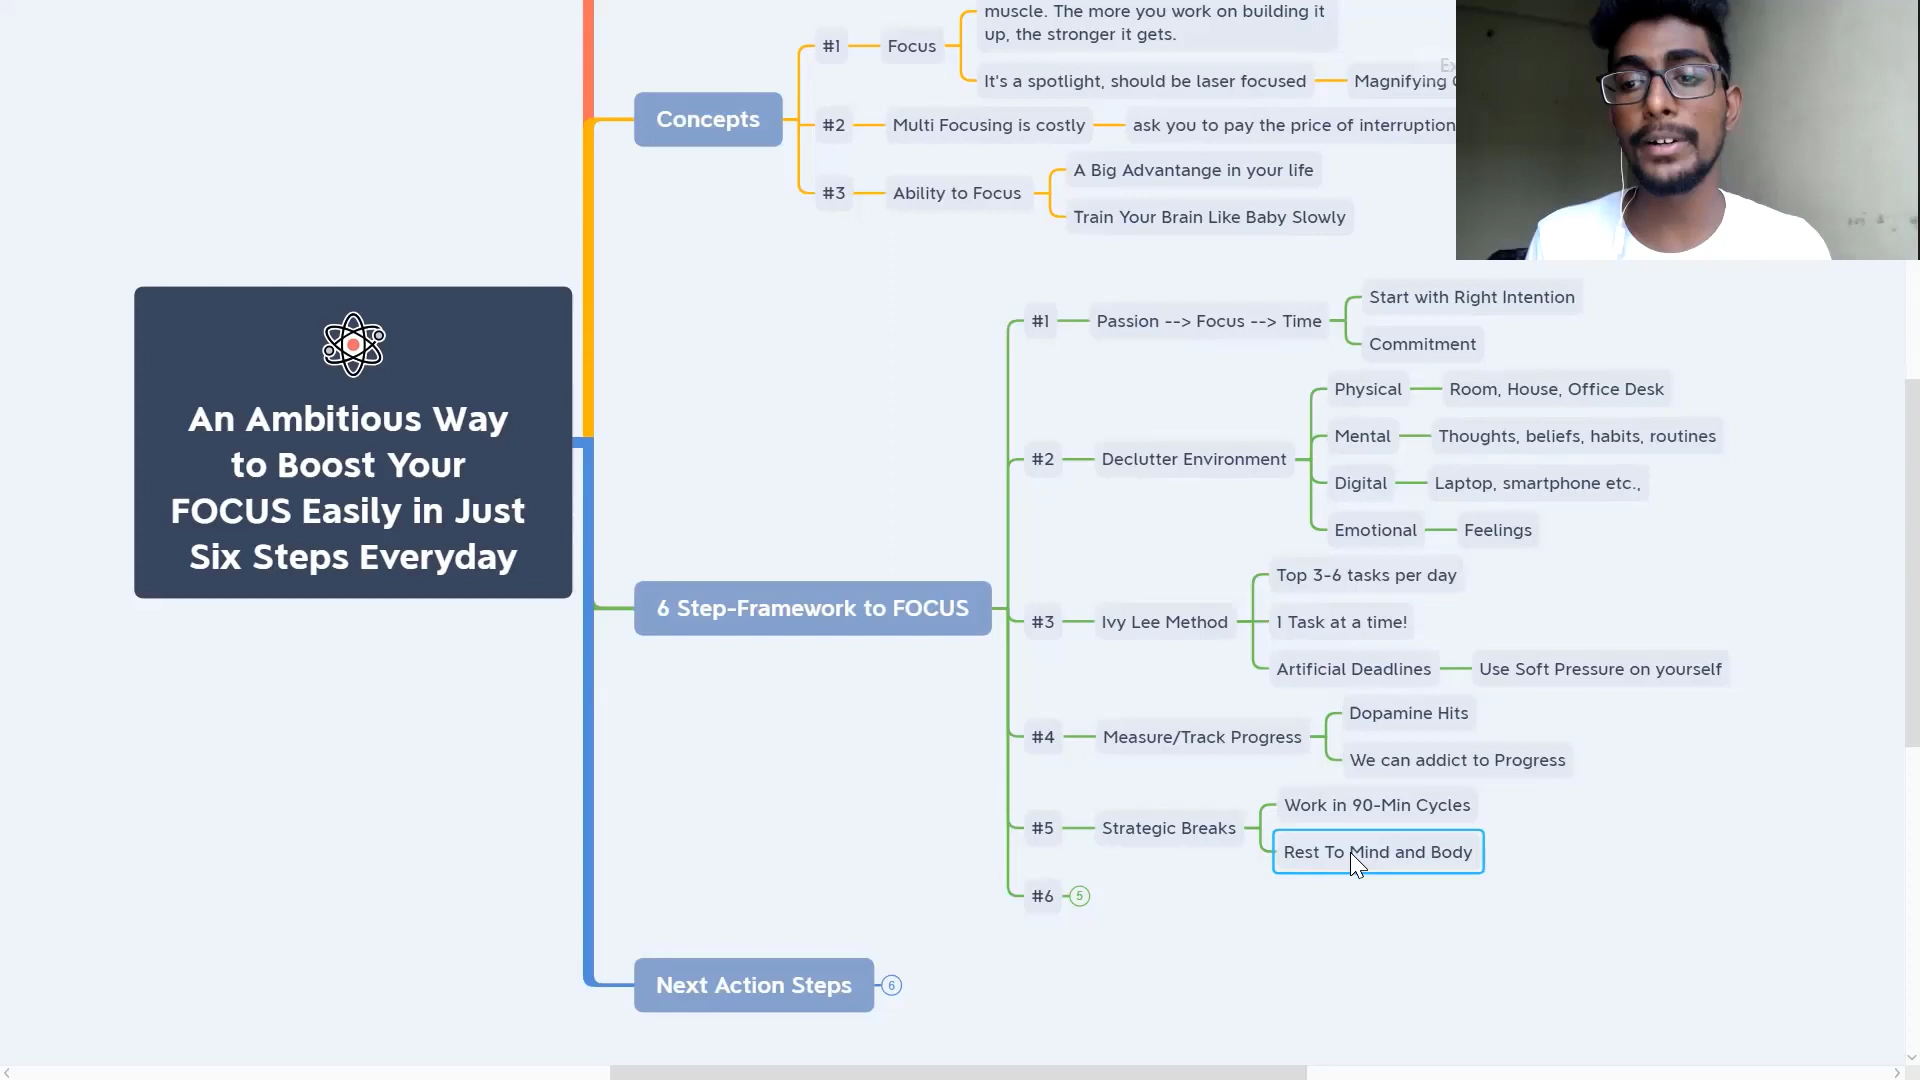 muscle. The more you work on building it
up, the stronger it gets.
#1
Focus
It's a spotlight, should be laser focused
Magnifying
Concepts
#2
Multi Focusing is costly
ask you to pay the price of interruption
#3
Ability to Focus
A Big Advantange in your life
Train Your Brain Like Baby Slowly
An Ambitious Way
to Boost Your
FOCUS Easily in Just
Six Steps Everyday
6 Step-Framework to FOCUS
#1
Passion --> Focus --> Time
Start with Right Intention
Commitment
#2
Declutter Environment
Physical
Room, House, Office Desk
Mental
Thoughts, beliefs, habits, routines
Digital
Laptop, smartphone etc.,
Emotional
Feelings
#3
Ivy Lee Method
Top 3-6 tasks per day
1 Task at a time!
Artificial Deadlines
Use Soft Pressure on yourself
#4
Measure/Track Progress
Dopamine Hits
We can addict to Progress
#5
Strategic Breaks
Work in 90-Min Cycles
Rest To Mind and Body
#6
5
Next Action Steps
6